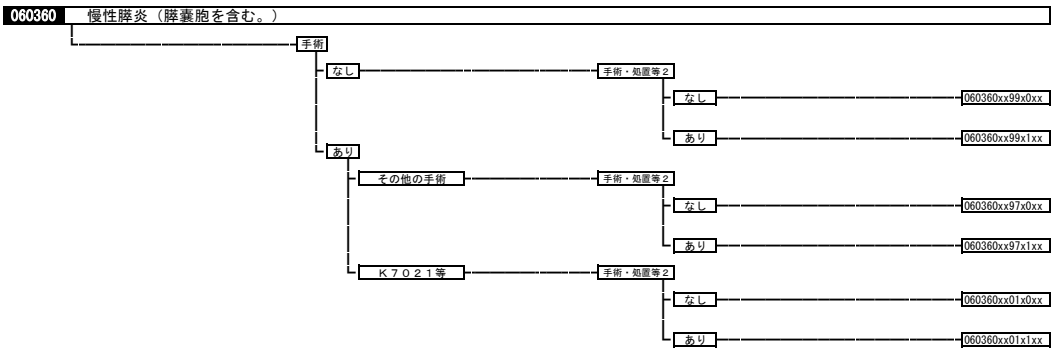 060360 慢性膵炎（膵嚢胞を含む。）
手術
なし 手術・処置等２
なし 060360xx99x0xx
あり 060360xx99x1xx
あり
その他の手術 手術・処置等２
なし 060360xx97x0xx
あり 060360xx97x1xx
Ｋ７０２１等 手術・処置等２
なし 060360xx01x0xx
あり 060360xx01x1xx